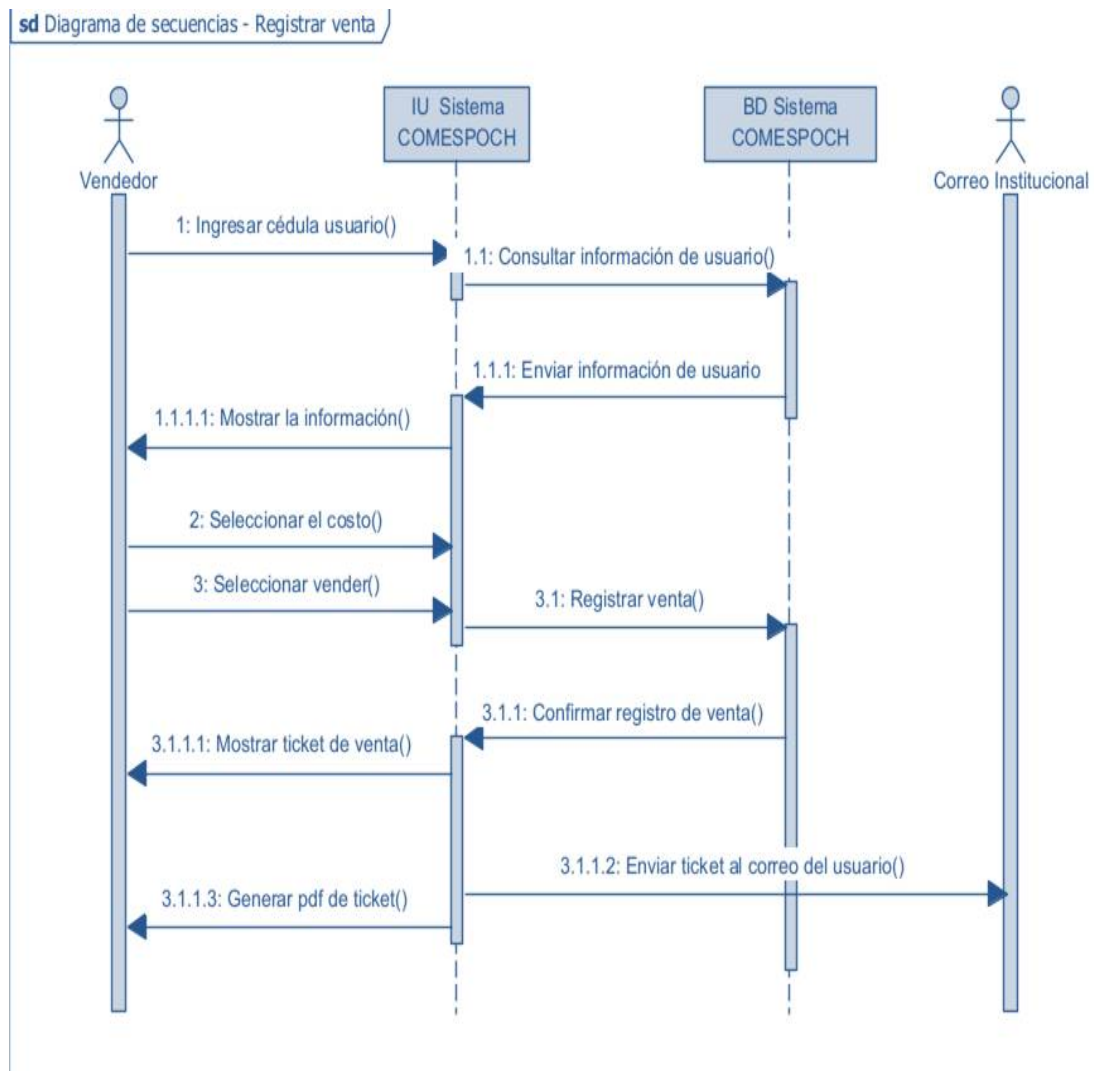 sd Diagrama de secuencias - Registrar venta
IU Sistema
COMESPOCH
BD Sistema
COMESPOCH
Vendedor
Correo Institucional
1: Ingresar cédula usuario()
1.1: Consultar información de usuario()
1.1.1: Enviar información de usuario
1.1.1.1: Mostrar la información()
2: Seleccionar el costo()
3: Seleccionar vender()
3.1: Registrar venta()
3.1.1: Confirmar registro de venta()
3.1.1.1: Mostrar ticket de venta()
3.1.1.2: Enviar ticket al correo del usuario()
3.1.1.3: Generar pdf de ticket()